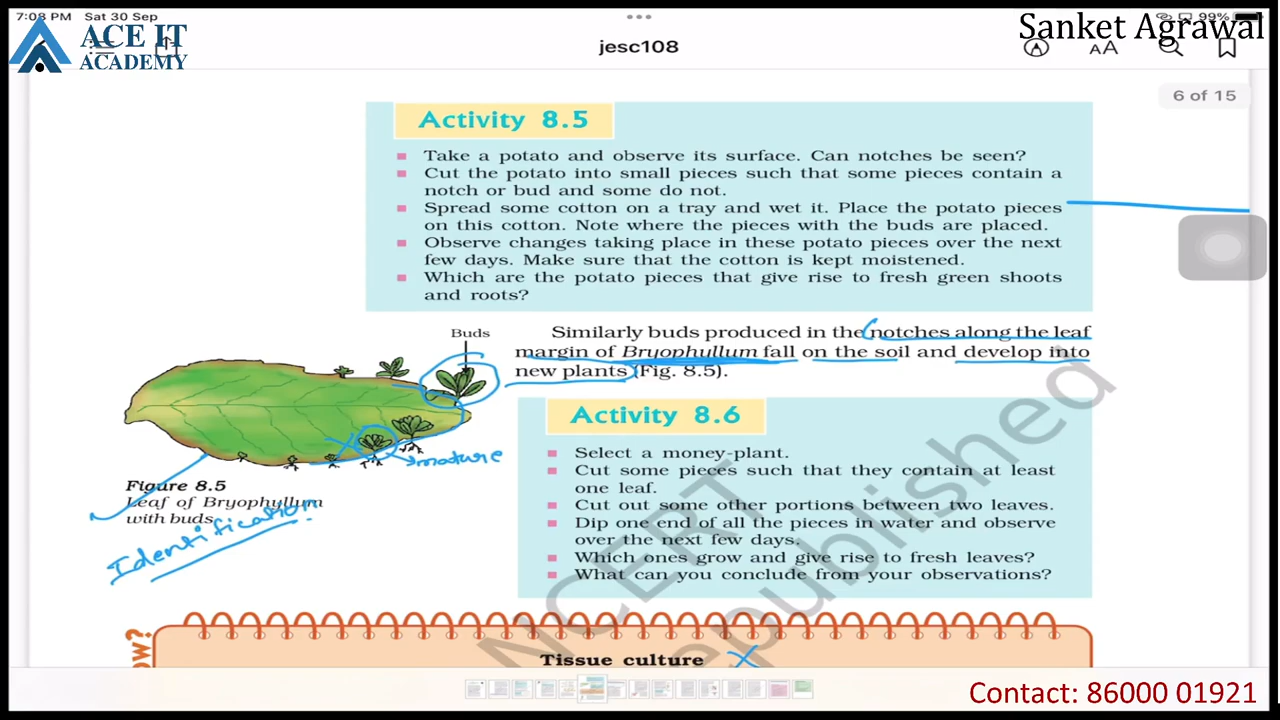 7:08 PM Sat 30 Sep
99%
Sanket Agrawal
ACE IT
ACADEMY
jesc108
AA
6 of 15
Activity 8.5
Take a potato and observe its surface. Can notches be seen?
Cut the potato into small pieces such that some pieces contain a
notch or bud and some do not.
Spread some cotton on a tray and wet it. Place the potato pieces
on this cotton. Note where the pieces with the buds are placed.
Observe changes taking place in these potato pieces over the next
few days. Make sure that the cotton is kept moistened.
Which are the potato pieces that give rise to fresh green shoots
and roots?
Buds
Similarly buds produced in the notches along the leaf
margin of Bryophyllum fall on the soil and develop into
new plants (Fig. 8.5).
mature
Figure 8.5
Leaf of Bryophyllum
with buds
Identification
Activity 8.6
Select a money-plant.
Cut some pieces such that they contain at least
one leaf.
Cut out some other portions between two leaves.
Dip one end of all the pieces in water and observe
over the next few days.
Which ones grow and give rise to fresh leaves?
What can you conclude from your observations?
NCERT
republished
OW?
Tissue culture
Contact: 86000 01921